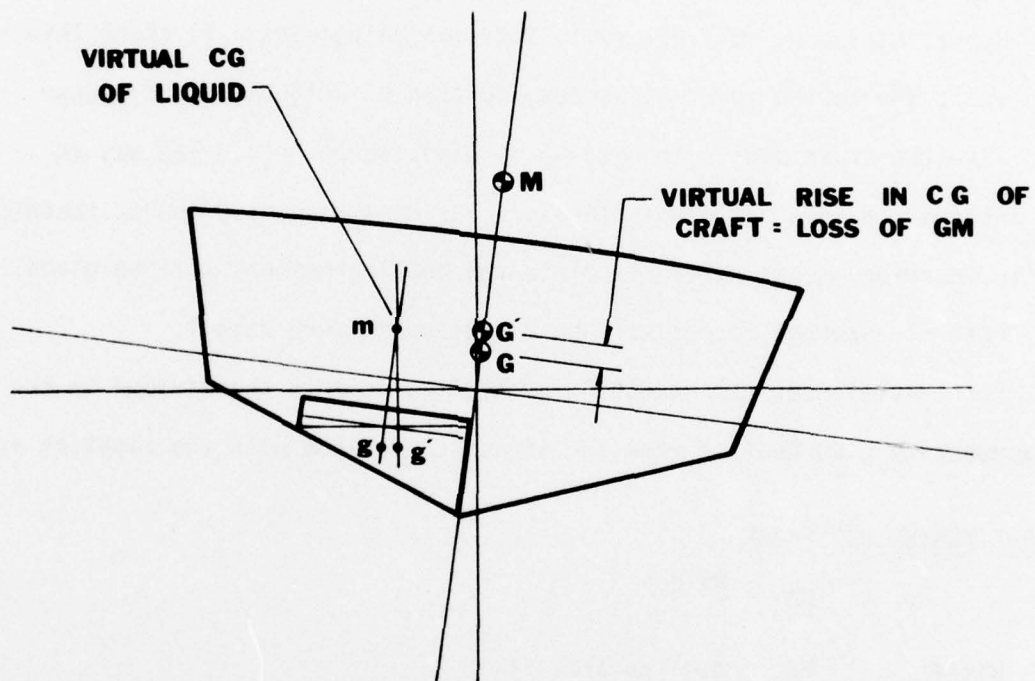 VIRTUAL CG
OF LIQUID
M
VIRTUAL RISE IN CG OF
CRAFT = LOSS OF GM
m
G´
G
g
g´